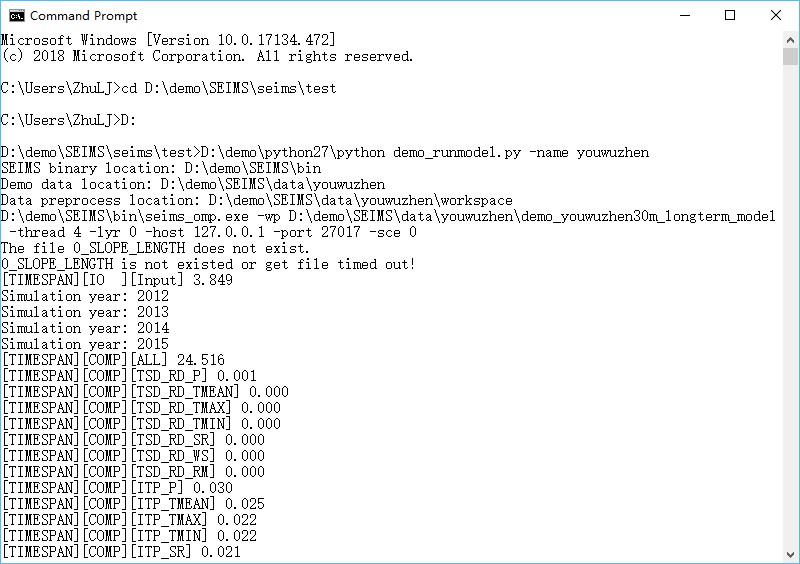 Command Prompt
Microsoft Windows [Version 10.0.17134.472]
(c) 2018 Microsoft Corporation. All rights reserved.
C:\Users\ZhuLJ>cd D:\demo\SEIMS\seims\test
C:\Users\ZhuLJ>D:
D:\demo\SEIMS\seims\test>D:\demo\python27\python demo_runmodel.py -name youwuzhen
SEIMS binary location: D:\demo\SEIMS\bin
Demo data location: D:\demo\SEIMS\data\youwuzhen
Data preprocess location: D:\demo\SEIMS\data\youwuzhen\workspace
D:\demo\SEIMS\bin\seims_omp.exe -wp D:\demo\SEIMS\data\youwuzhen\demo_youwuzhen30m_longterm_model
-thread 4 -lyr 0 -host 127.0.0.1 -port 27017 -sce 0
The file 0_SLOPE_LENGTH does not exist.
0_SLOPE_LENGTH is not existed or get file timed out!
[TIMESPAN][IO  ][Input] 3.849
Simulation year: 2012
Simulation year: 2013
Simulation year: 2014
Simulation year: 2015
[TIMESPAN][COMP][ALL] 24.516
[TIMESPAN][COMP][TSD_RD_P] 0.001
[TIMESPAN][COMP][TSD_RD_TMEAN] 0.000
[TIMESPAN][COMP][TSD_RD_TMAX] 0.000
[TIMESPAN][COMP][TSD_RD_TMIN] 0.000
[TIMESPAN][COMP][TSD_RD_SR] 0.000
[TIMESPAN][COMP][TSD_RD_WS] 0.000
[TIMESPAN][COMP][TSD_RD_RM] 0.000
[TIMESPAN][COMP][ITP_P] 0.030
[TIMESPAN][COMP][ITP_TMEAN] 0.025
[TIMESPAN][COMP][ITP_TMAX] 0.022
[TIMESPAN][COMP][ITP_TMIN] 0.022
[TIMESPAN][COMP][ITP_SR] 0.021